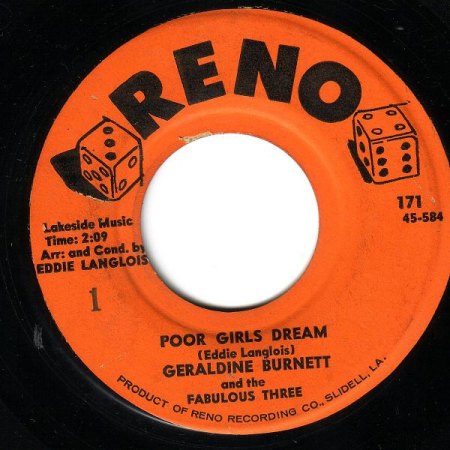 RENO
171
45-584
Lakeside Music
Time: 2:09
Arr: and Cond. by
EDDIE LANGLOIS
1
POOR GIRLS DREAM
(Eddie Langlois)
GERALDINE BURNETT
and the
FABULOUS THREE
PRODUCT OF RENO RECORDING CO., SLIDELL, LA.